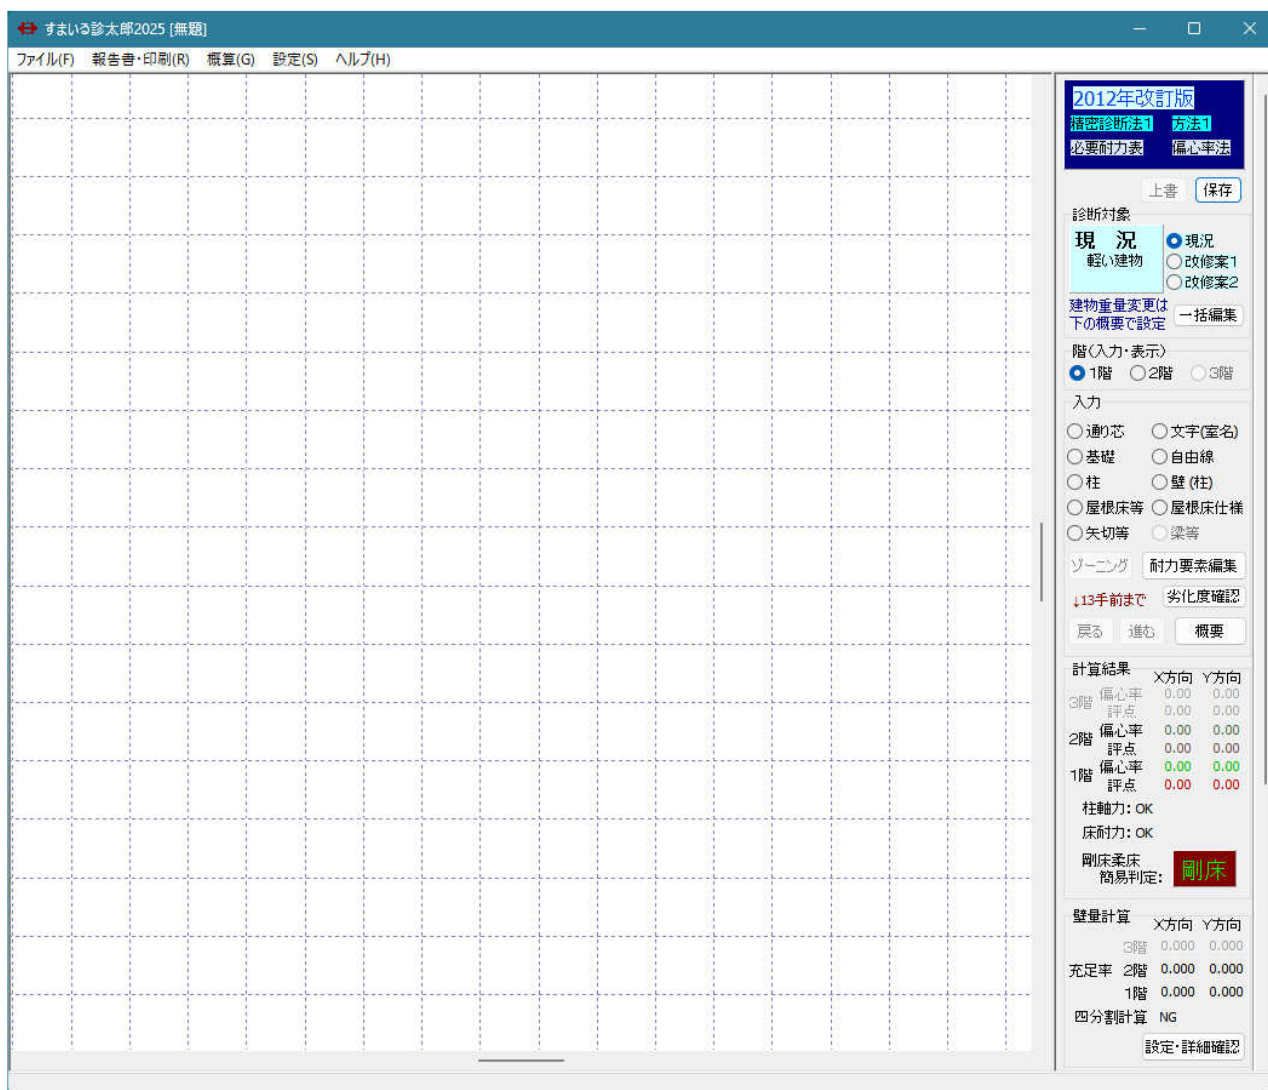 すまいる診太郎2025 [無題]
ファイル(F) 報告書・印刷(R) 概算(G) 設定(S) ヘルプ(H)
2012年改訂版
精密診断法1 方法1
必要耐力表 偏心率法
上書 保存
診断対象
現 況
軽い建物
現況
改修案1
改修案2
建物重量変更は
下の概要で設定
一括編集
階(入力・表示)
1階 2階 3階
入力
通り芯 文字(室名)
基礎 自由線
柱 壁 (柱)
屋根床等 屋根床仕様
矢切等 梁等
ゾーニング 耐力要素編集
↓13手前まで 劣化度確認
戻る 進む 概要
計算結果 X方向 Y方向
3階 偏心率 0.00 0.00
評点 0.00 0.00
2階 偏心率 0.00 0.00
評点 0.00 0.00
1階 偏心率 0.00 0.00
評点 0.00 0.00
柱軸力: OK
床耐力: OK
剛床柔床
簡易判定: 剛床
壁量計算 X方向 Y方向
3階 0.000 0.000
充足率 2階 0.000 0.000
1階 0.000 0.000
四分割計算 NG
設定・詳細確認